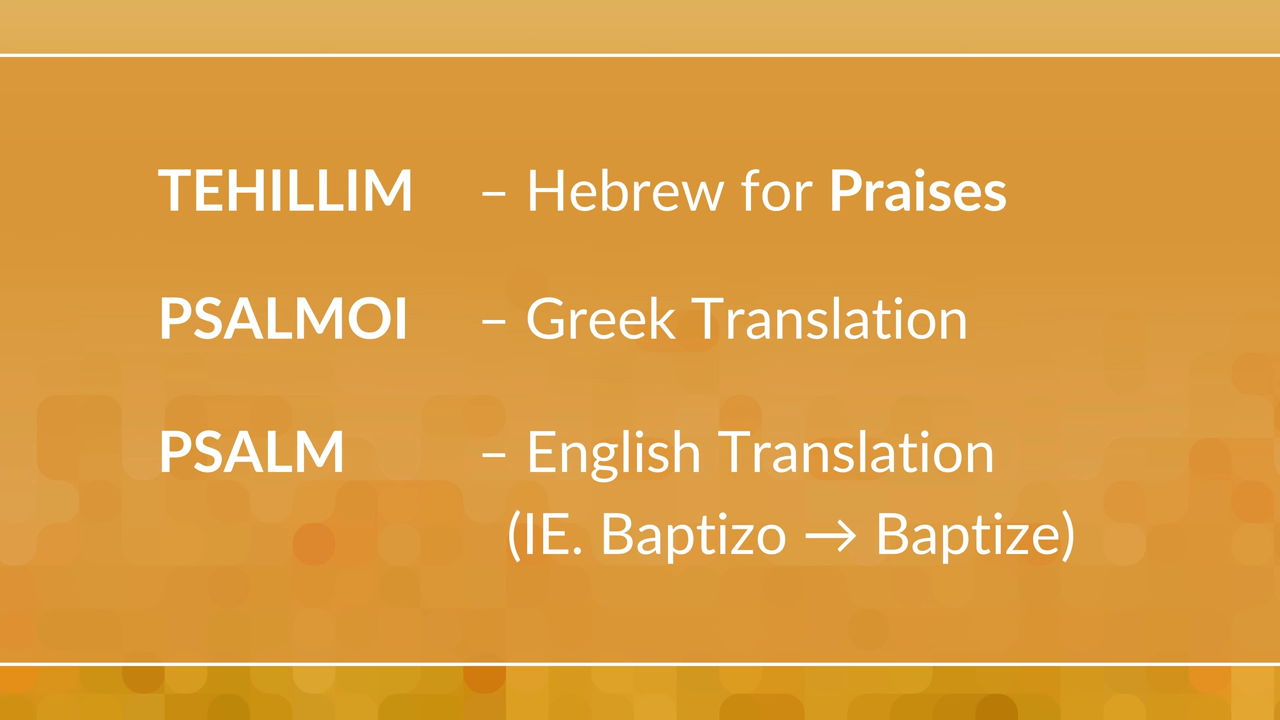 TEHILLIM – Hebrew for Praises
PSALMOI – Greek Translation
PSALM – English Translation
(IE. Baptizo → Baptize)